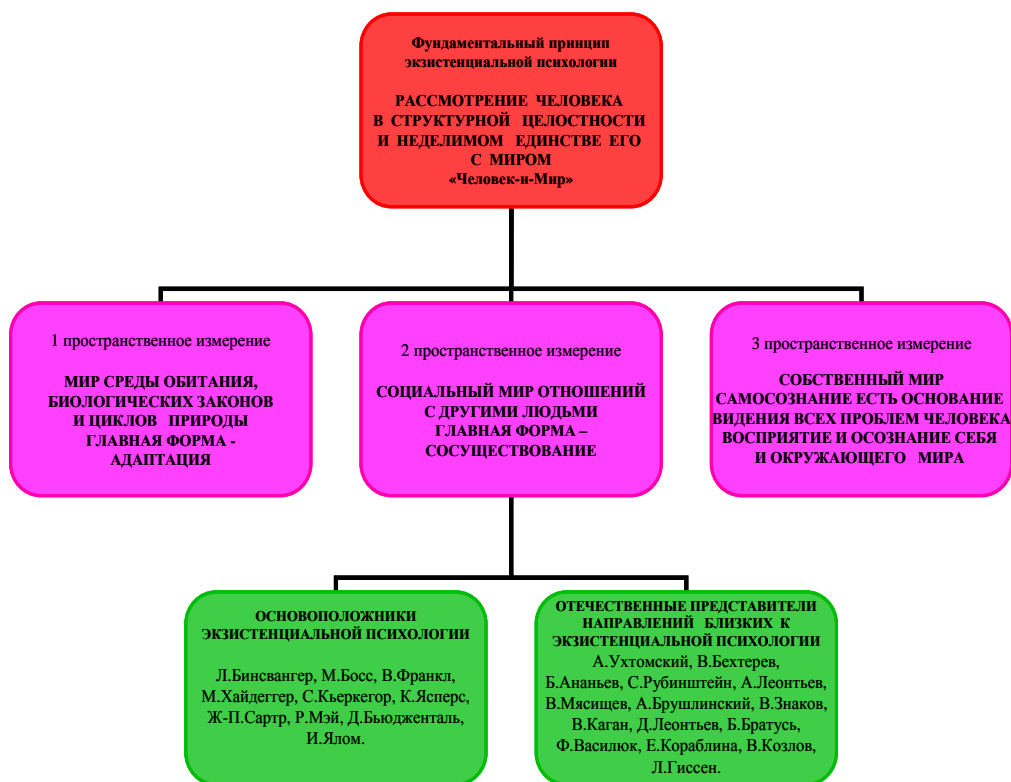 Фундаментальный принцип
экзистенциальной психологии
РАССМОТРЕНИЕ ЧЕЛОВЕКА
В СТРУКТУРНОЙ ЦЕЛОСТНОСТИ
И НЕДЕЛИМОМ ЕДИНСТВЕ ЕГО
С МИРОМ
«Человек-и-Мир»
1 пространственное измерение
МИР СРЕДЫ ОБИТАНИЯ,
БИОЛОГИЧЕСКИХ ЗАКОНОВ
И ЦИКЛОВ ПРИРОДЫ
ГЛАВНАЯ ФОРМА -
АДАПТАЦИЯ
2 пространственное измерение
СОЦИАЛЬНЫЙ МИР ОТНОШЕНИЙ
С ДРУГИМИ ЛЮДЬМИ
ГЛАВНАЯ ФОРМА –
СОСУЩЕСТВОВАНИЕ
3 пространственное измерение
СОБСТВЕННЫЙ МИР
САМОСОЗНАНИЕ ЕСТЬ ОСНОВАНИЕ
ВИДЕНИЯ ВСЕХ ПРОБЛЕМ ЧЕЛОВЕКА
ВОСПРИЯТИЕ И ОСОЗНАНИЕ СЕБЯ
И ОКРУЖАЮЩЕГО МИРА
ОСНОВОПОЛОЖНИКИ
ЭКЗИСТЕНЦИАЛЬНОЙ ПСИХОЛОГИИ
Л.Бинсвангер, М.Босс, В.Франкл,
М.Хайдеггер, С.Кьеркегор, К.Ясперс,
Ж-П.Сартр, Р.Мэй, Д.Бьюдженталь,
И.Ялом.
ОТЕЧЕСТВЕННЫЕ ПРЕДСТАВИТЕЛИ
НАПРАВЛЕНИЙ БЛИЗКИХ К
ЭКЗИСТЕНЦИАЛЬНОЙ ПСИХОЛОГИИ
А.Ухтомский, В.Бехтерев,
Б.Ананьев, С.Рубинштейн, А.Леонтьев,
В.Мясищев, А.Брушлинский, В.Знаков,
В.Каган, Д.Леонтьев, Б.Братусь,
Ф.Василюк, Е.Кораблина, В.Козлов,
Л.Гиссен.